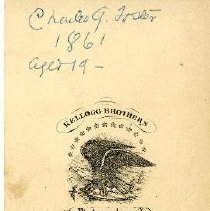 Charles G. Foster
1861
Aged 19 –
KELLOGG BROTHERS